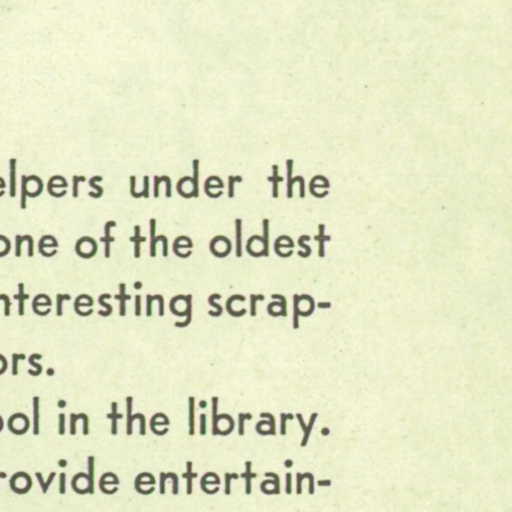 elpers under the
one of the oldest
nteresting scrap-
ors.
ool in the library.
rovide entertain-